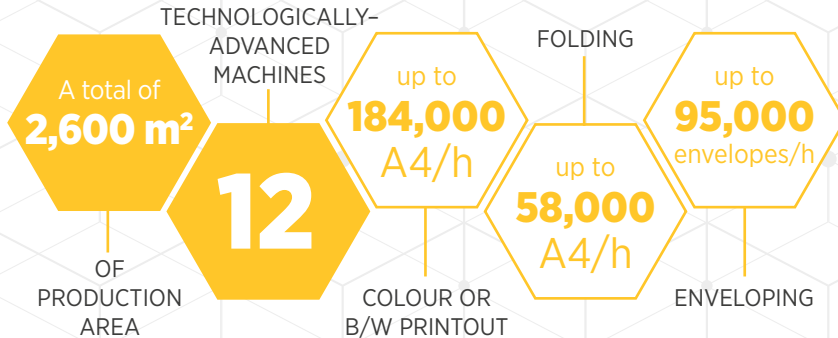 A total of
2,600 m²
OF
PRODUCTION
AREA
TECHNOLOGICALLY–
ADVANCED
MACHINES
12
up to
184,000
A4/h
COLOUR OR
B/W PRINTOUT
FOLDING
up to
58,000
A4/h
up to
95,000
envelopes/h
ENVELOPING